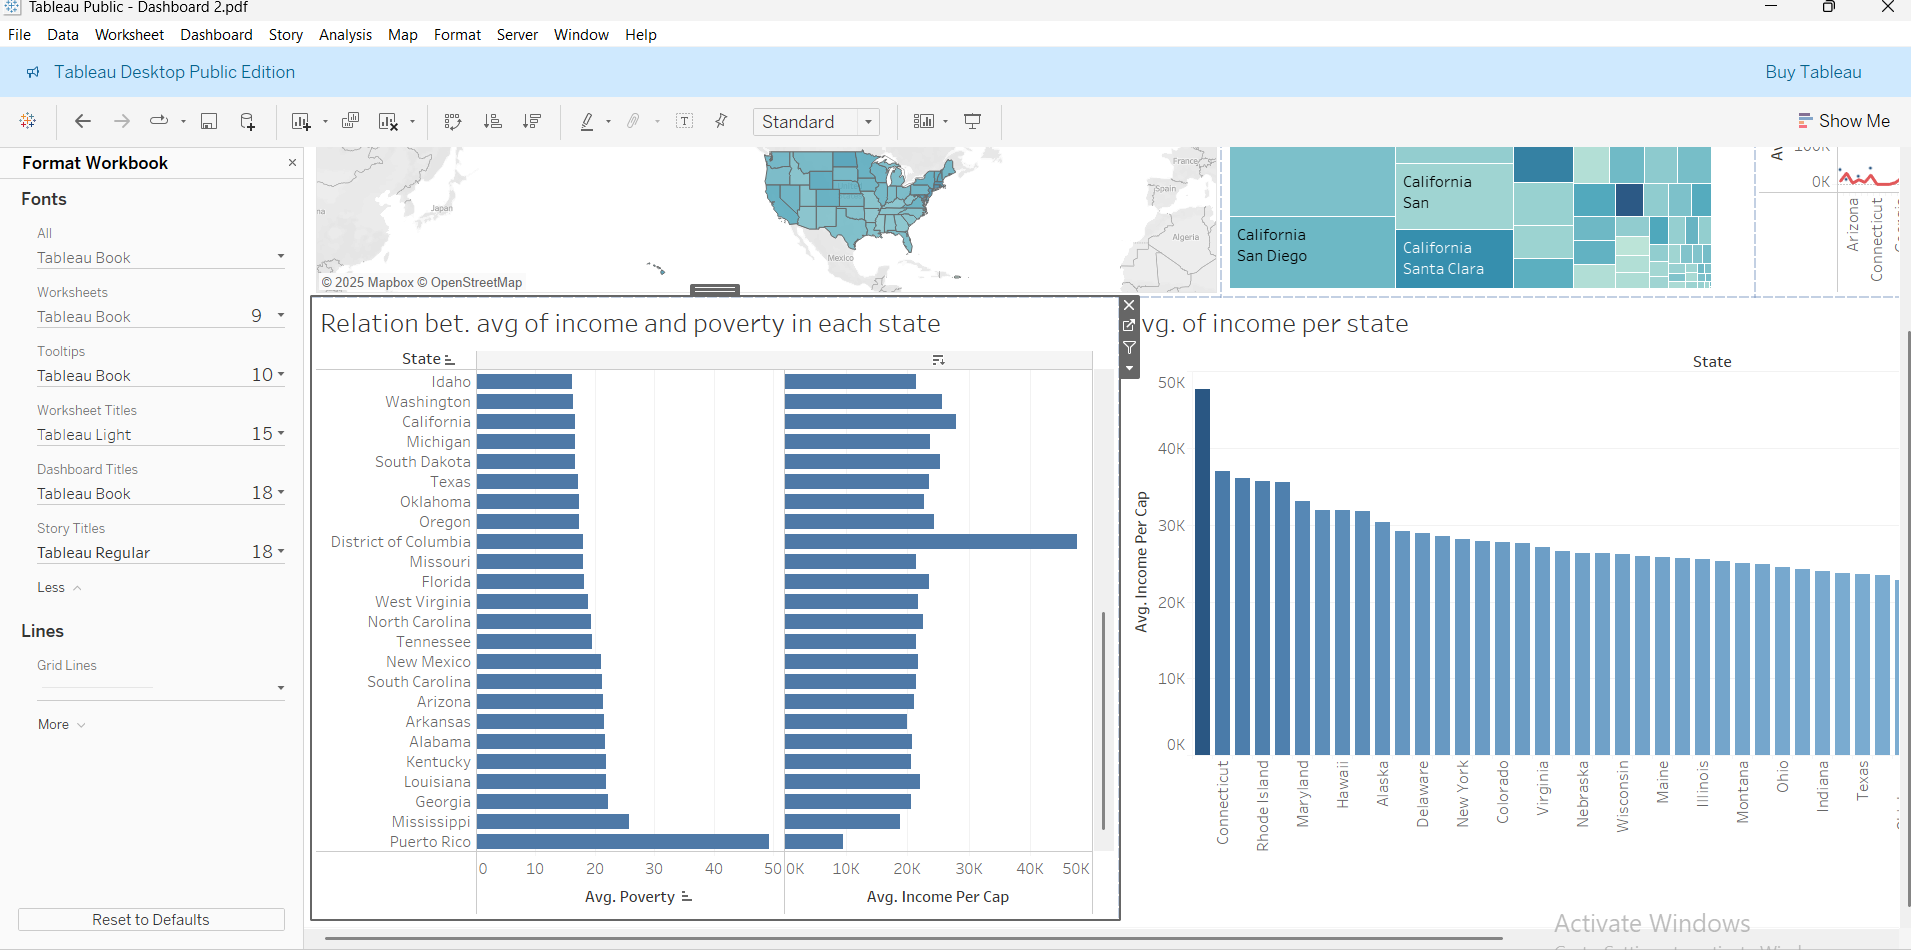 Tableau Public - Dashboard 2.pdf
File Data Worksheet Dashboard Story Analysis Map Format Server Window Help
Tableau Desktop Public Edition
Buy Tableau
Standard
Show Me
Format Workbook
Fonts
All
Tableau Book
Worksheets
Tableau Book 9
Tooltips
Tableau Book 10
Worksheet Titles
Tableau Light 15
Dashboard Titles
Tableau Book 18
Story Titles
Tableau Regular 18
Less
Lines
Grid Lines
More
Reset to Defaults
Japan
Mexico
France
Spain
Algeria
© 2025 Mapbox © OpenStreetMap
California
San Diego
California
San
California
Santa Clara
0K
Arizona
Connecticut
Relation bet. avg of income and poverty in each state
State
Idaho
Washington
California
Michigan
South Dakota
Texas
Oklahoma
Oregon
District of Columbia
Missouri
Florida
West Virginia
North Carolina
Tennessee
New Mexico
South Carolina
Arizona
Arkansas
Alabama
Kentucky
Louisiana
Georgia
Mississippi
Puerto Rico
0 10 20 30 40 50 0K 10K 20K 30K 40K 50K
Avg. Poverty
Avg. Income Per Cap
vg. of income per state
State
50K
40K
30K
20K
10K
0K
Avg. Income Per Cap
Connecticut
Rhode Island
Maryland
Hawaii
Alaska
Delaware
New York
Colorado
Virginia
Nebraska
Wisconsin
Maine
Illinois
Montana
Ohio
Indiana
Texas
Activate Windows